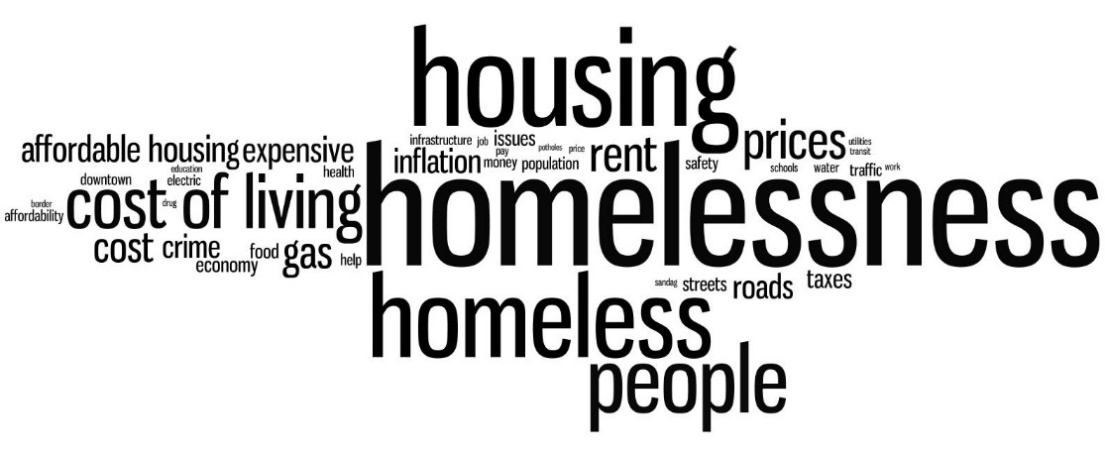 housing
infrastructure job issues
pay potholes price
prices utilities
transit
affordable housing expensive
inflation money population rent safety
schools water traffic work
education
health
downtown electric
cost of living
drug
border
affordability
homelessness
cost crime
economy food gas help
sandag streets roads taxes
homeless
people